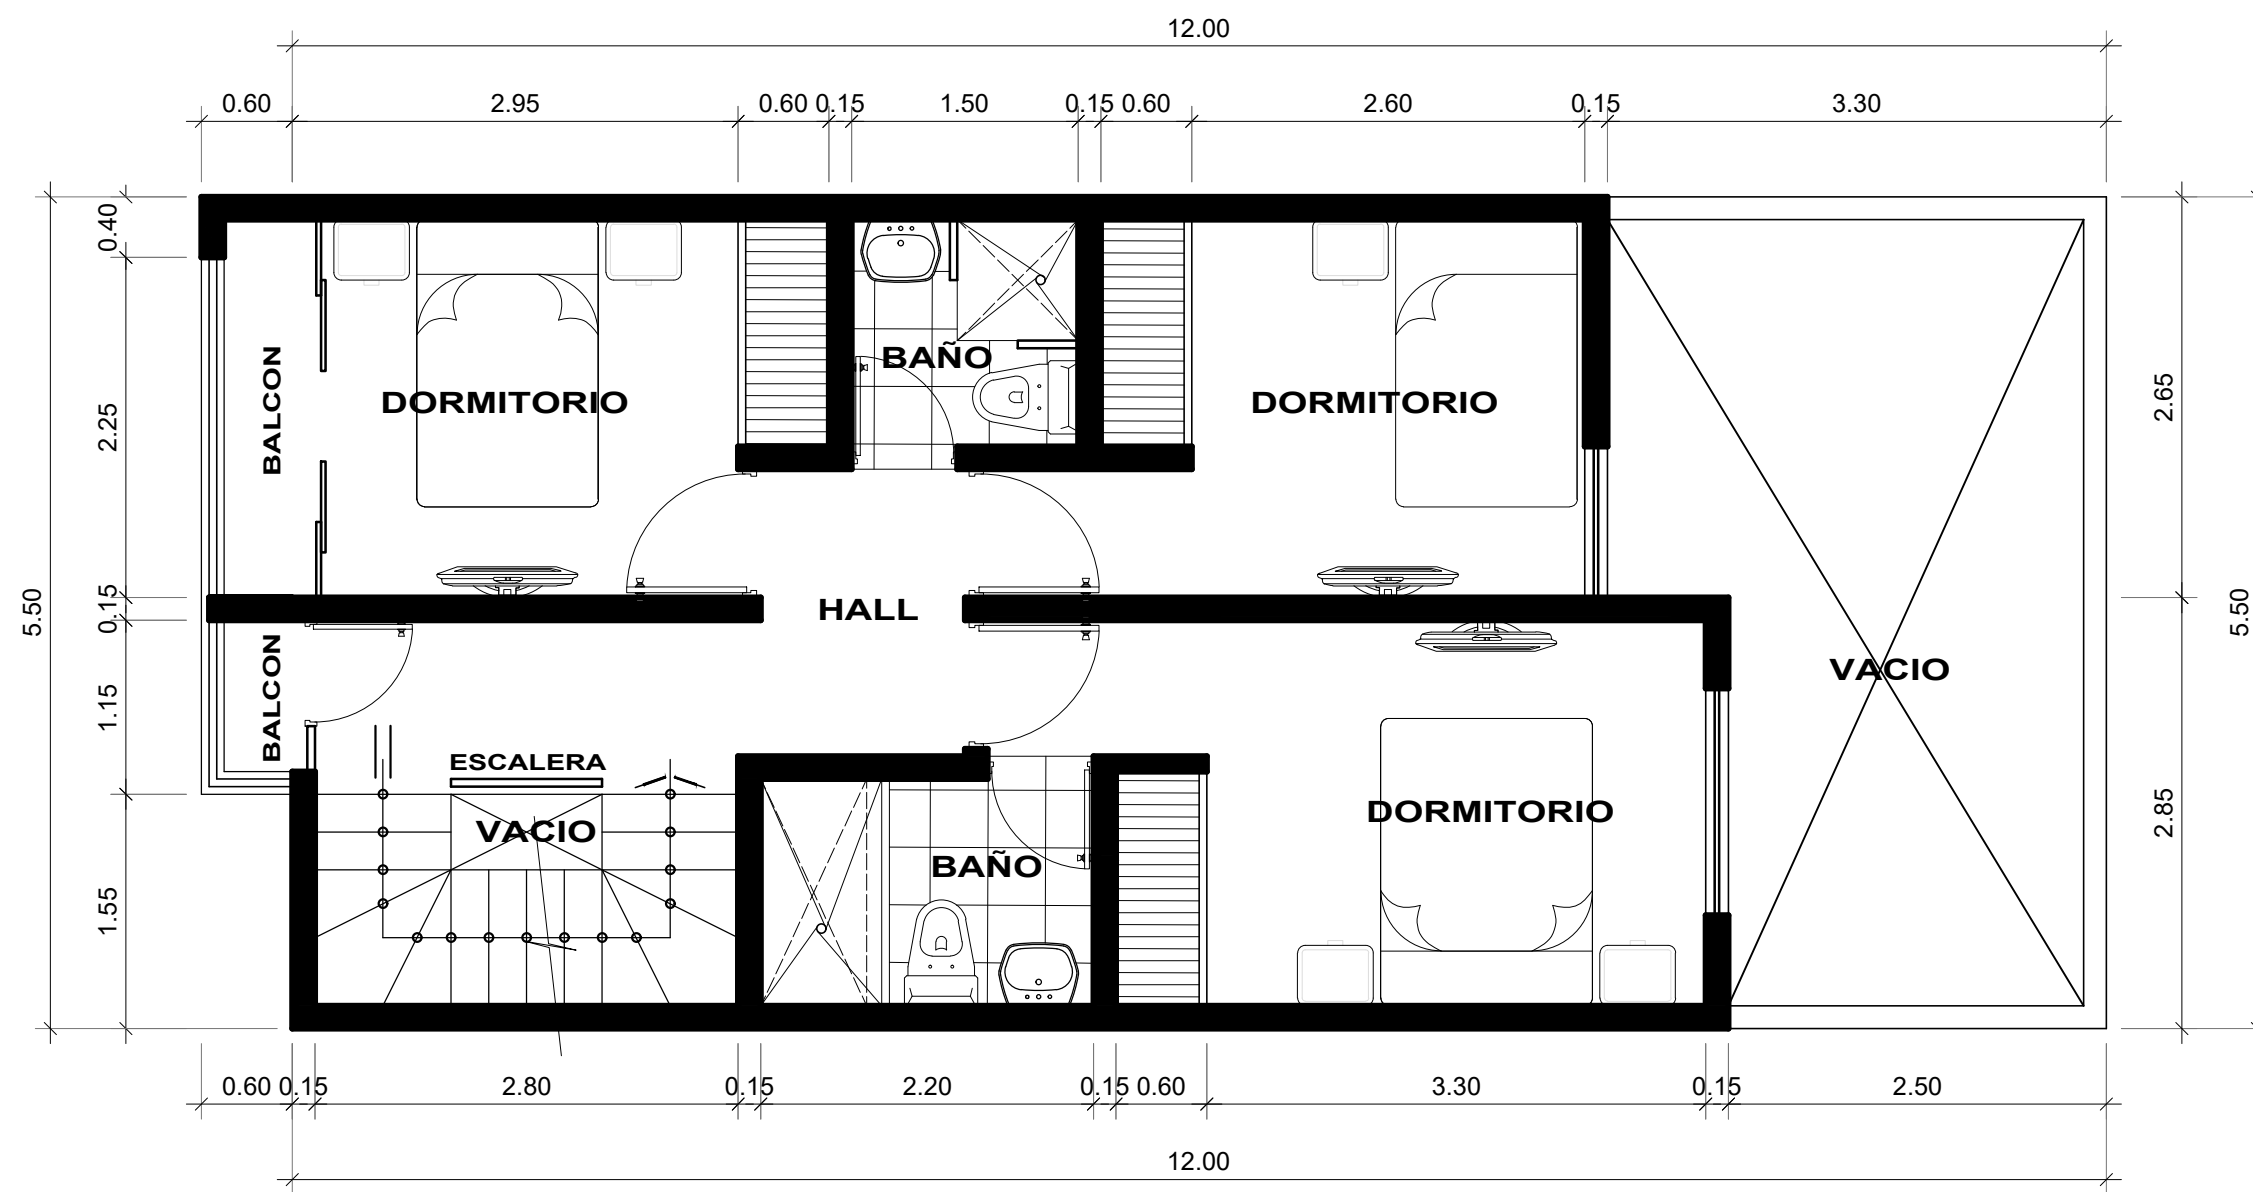 12.00
0.60 2.95 0.60 0.15 1.50 0.15 0.60 2.60 0.15 3.30
0.40
2.25
0.15
1.15
1.55
5.50
BALCON
DORMITORIO
BAÑO
DORMITORIO
HALL
BALCON
ESCALERA
VACIO
BAÑO
DORMITORIO
VACIO
2.65
2.85
5.50
0.60 0.15 2.80 0.15 2.20 0.15 0.60 3.30 0.15 2.50
12.00